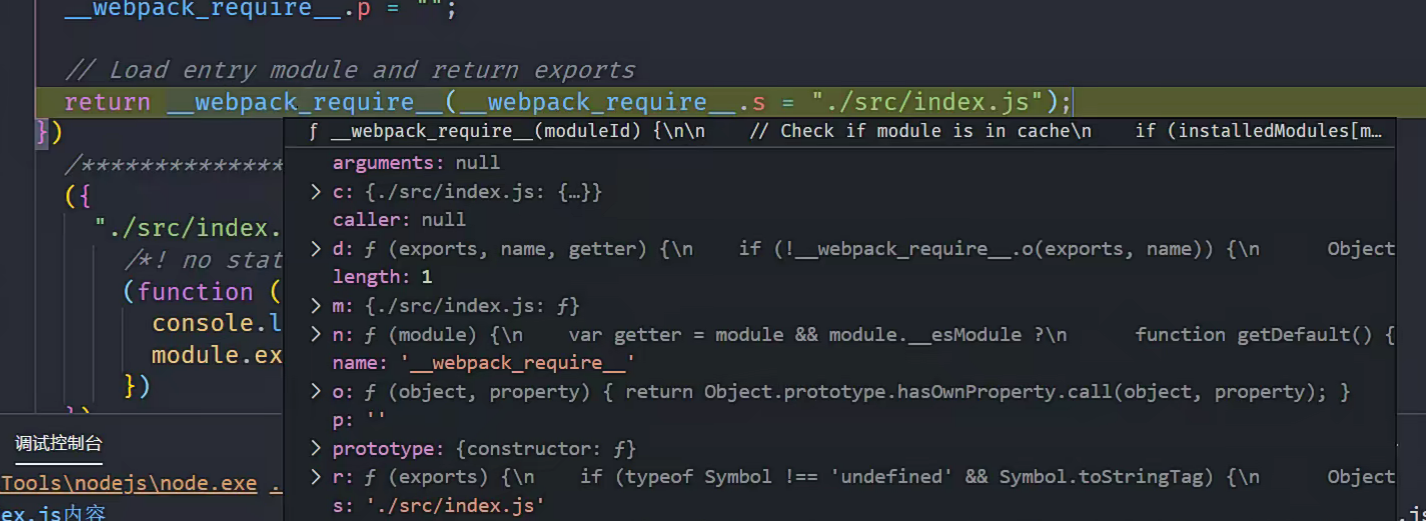 __webpack_require__.p = "";
// Load entry module and return exports
return __webpack_require__(__webpack_require__.s = "./src/index.js");
})
ƒ __webpack_require__(moduleId) {\n\n    // Check if module is in cache\n    if (installedModules[m…
/**************
arguments: null
({
> c: {./src/index.js: {…}}
"./src/index.
caller: null
/*! no stat
> d: ƒ (exports, name, getter) {\n    if (!__webpack_require__.o(exports, name)) {\n      Object
length: 1
(function (
> m: {./src/index.js: ƒ}
console.l
> n: ƒ (module) {\n    var getter = module && module.__esModule ?\n      function getDefault() {
module.ex
name: '__webpack_require__'
})
> o: ƒ (object, property) { return Object.prototype.hasOwnProperty.call(object, property); }
p: ''
调试控制台
> prototype: {constructor: ƒ}
Tools\nodejs\node.exe .
> r: ƒ (exports) {\n    if (typeof Symbol !== 'undefined' && Symbol.toStringTag) {\n      Object
s: './src/index.js'
ex.js内容